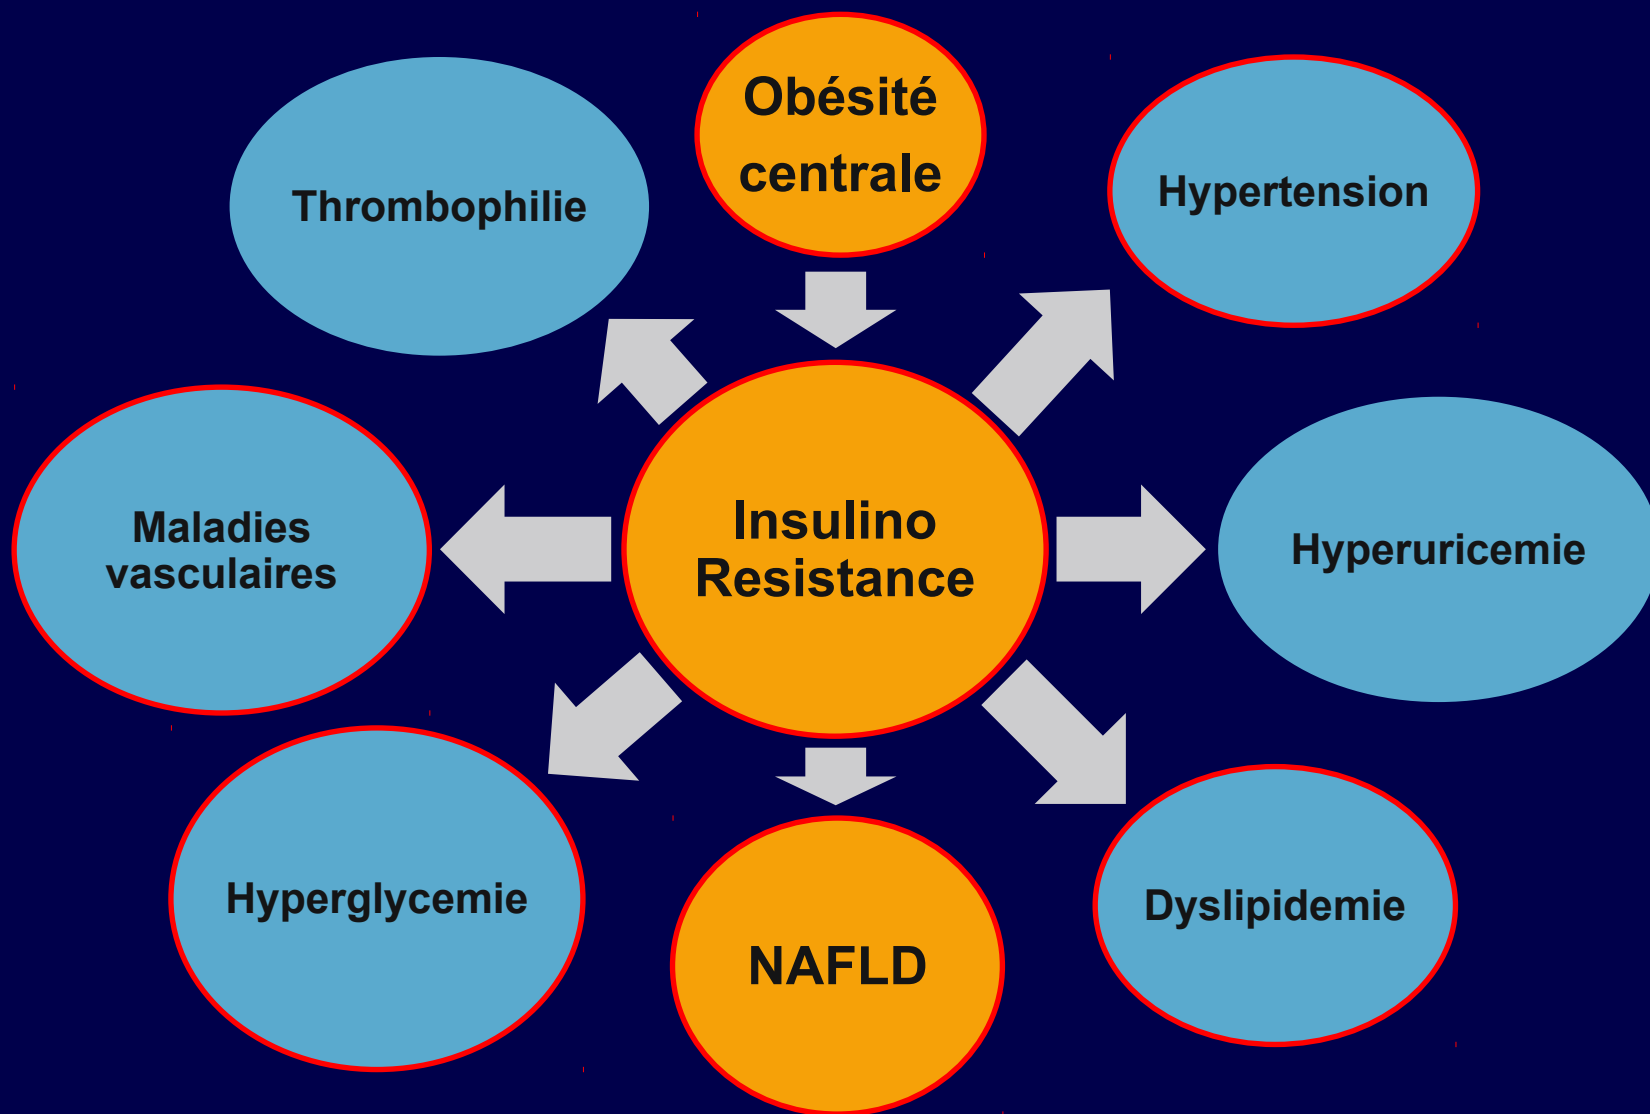 Obésité
centrale
Thrombophilie
Hypertension
Maladies
vasculaires
Insulino
Resistance
Hyperuricemie
Hyperglycemie
NAFLD
Dyslipidemie